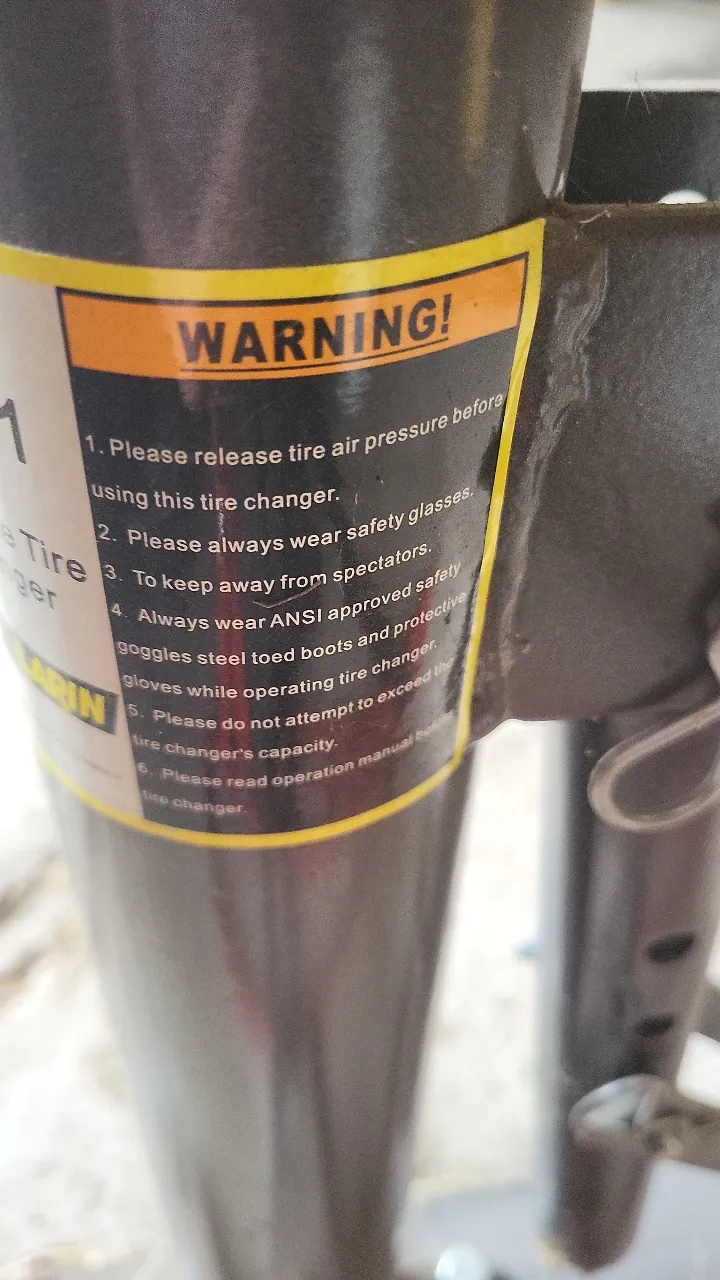 WARNING!
1. Please release tire air pressure before
using this tire changer.
2. Please always wear safety glasses.
3. To keep away from spectators.
4. Always wear ANSI approved safety
goggles steel toed boots and protective
gloves while operating tire changer.
5. Please do not attempt to exceed the
tire changer's capacity.
6. Please read operation manual before
tire changer.
1
Tire
LARIN